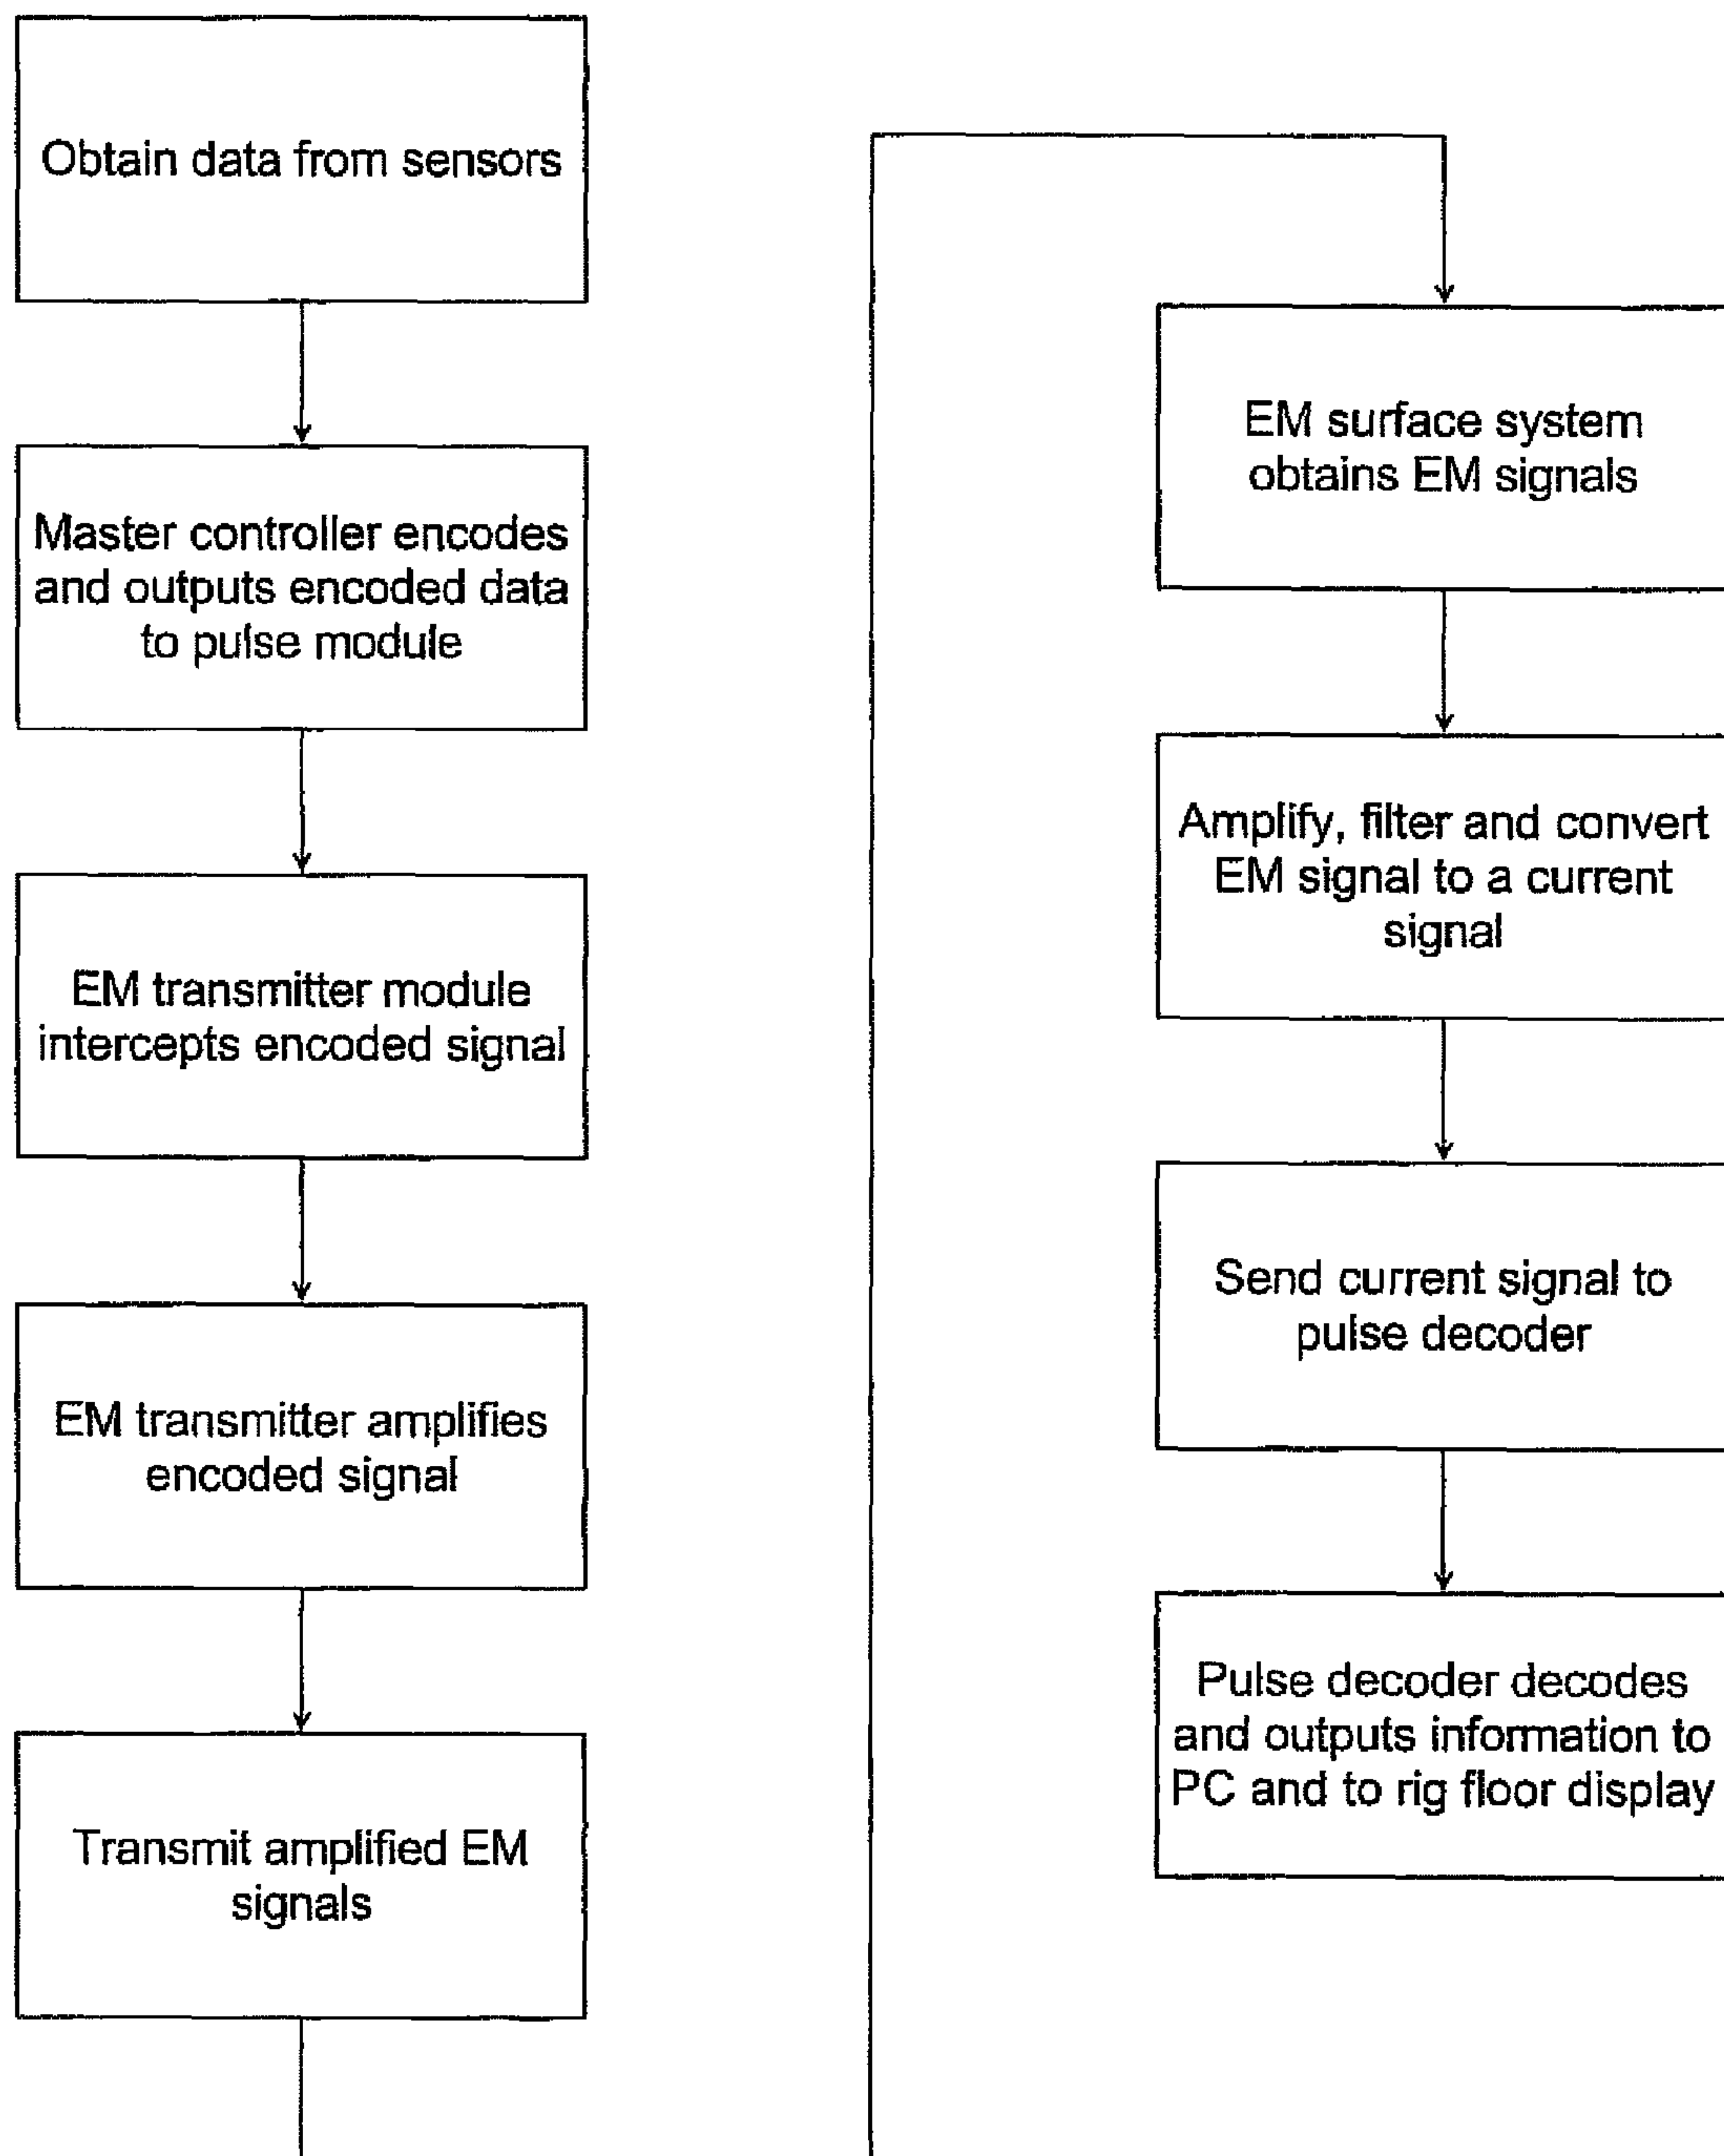 Obtain data from sensors
Master controller encodes
and outputs encoded data
to pulse module
EM transmitter module
intercepts encoded signal
EM transmitter amplifies
encoded signal
Transmit amplified EM
signals
EM surface system
obtains EM signals
Amplify, filter and convert
EM signal to a current
signal
Send current signal to
pulse decoder
Pulse decoder decodes
and outputs information to
PC and to rig floor display